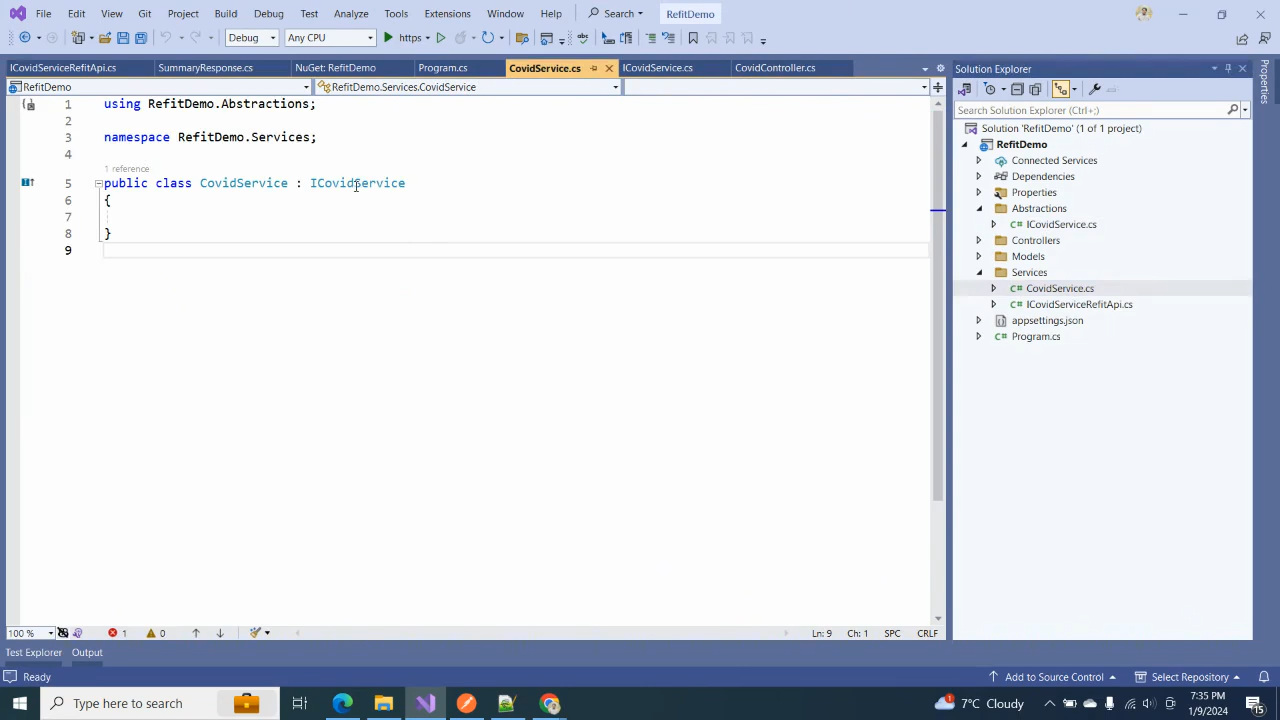 File Edit View Git Project Build Debug Test Analyze Tools Extensions Window Help Search RefitDemo
Debug Any CPU https
ICovidServiceRefitApi.cs SummaryResponse.cs NuGet: RefitDemo Program.cs CovidService.cs ICovidService.cs CovidController.cs
RefitDemo RefitDemo.Services.CovidService
1 using RefitDemo.Abstractions;
2
3 namespace RefitDemo.Services;
4
1 reference
5 public class CovidService : ICovidService
6 {
7
8 }
9
100 % 1 0 Ln: 9 Ch: 1 SPC CRLF
Solution Explorer
Search Solution Explorer (Ctrl+;)
Solution 'RefitDemo' (1 of 1 project)
RefitDemo
Connected Services
Dependencies
Properties
Abstractions
C# ICovidService.cs
Controllers
Models
Services
C# CovidService.cs
C# ICovidServiceRefitApi.cs
appsettings.json
C# Program.cs
Properties
Test Explorer Output
Ready Add to Source Control Select Repository
Type here to search 1 7°C Cloudy 7:35 PM
1/9/2024 15